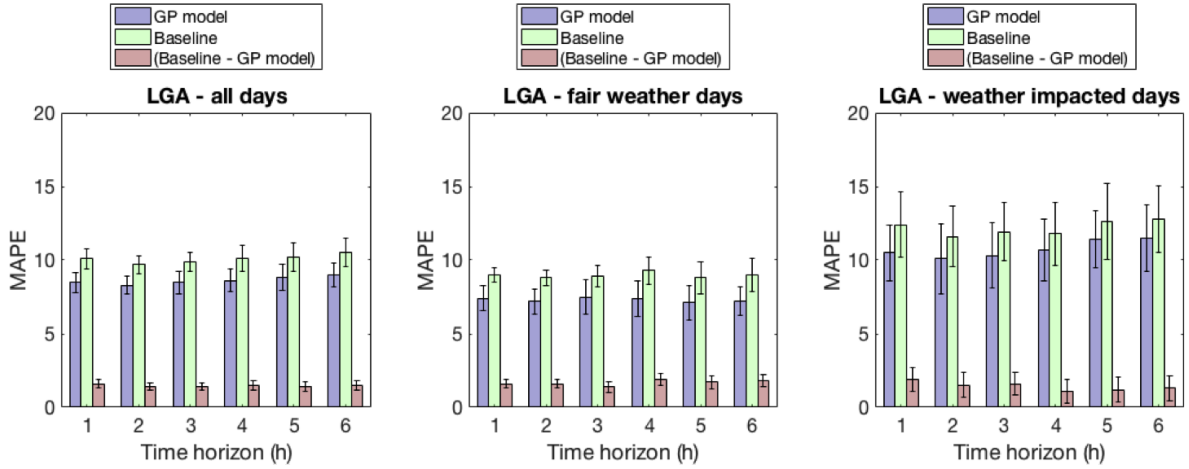 GP model
Baseline
(Baseline - GP model)
LGA - all days
20
15
10
5
0
MAPE
1 2 3 4 5 6
Time horizon (h)
GP model
Baseline
(Baseline - GP model)
LGA - fair weather days
20
15
10
5
0
MAPE
1 2 3 4 5 6
Time horizon (h)
GP model
Baseline
(Baseline - GP model)
LGA - weather impacted days
20
15
10
5
0
MAPE
1 2 3 4 5 6
Time horizon (h)